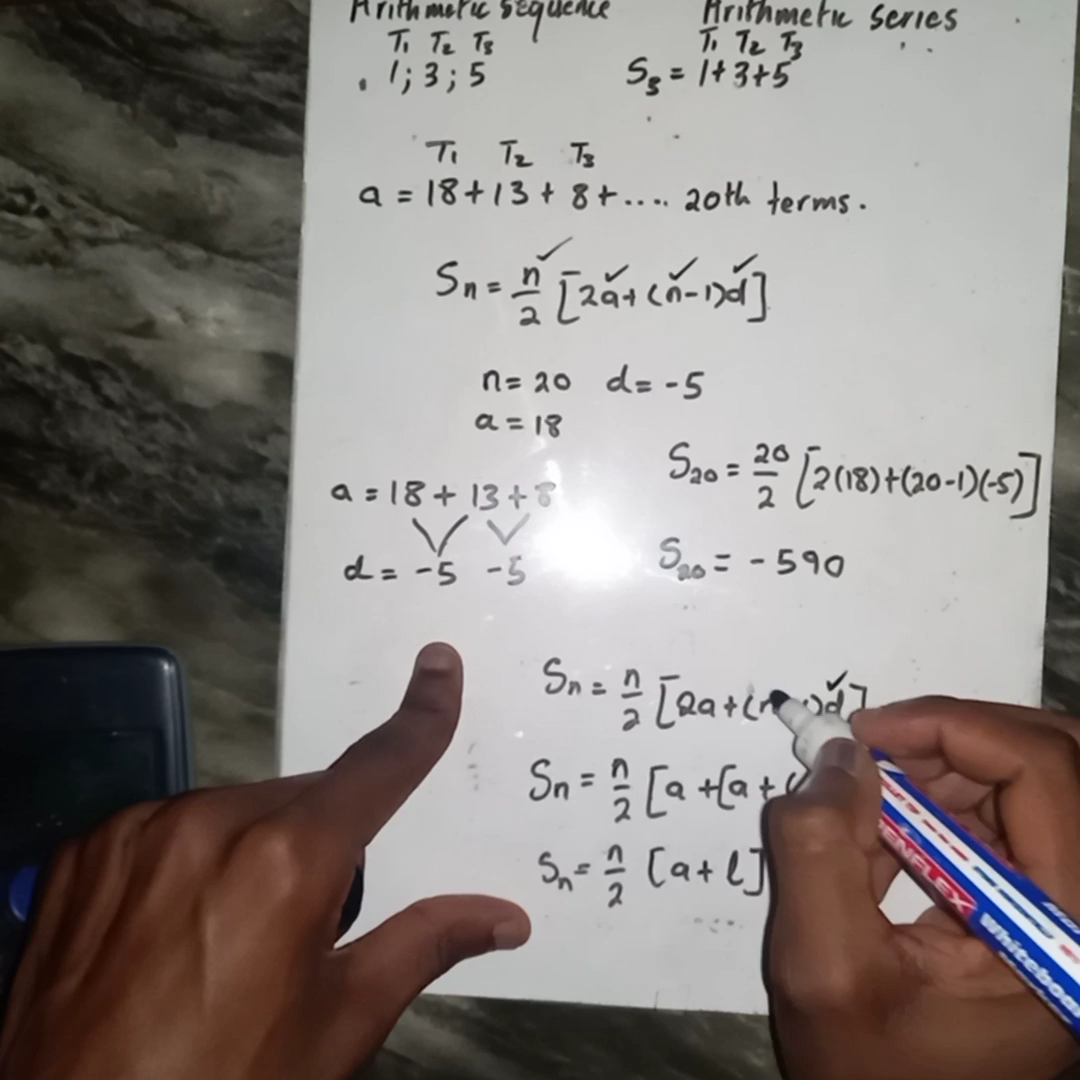 Arithmetic sequence Arithmetic series
T₁ T₂ T₃ T₁ T₂ T₃
1; 3; 5 S₃ = 1+3+5
T₁ T₂ T₃
a = 18+13+8+.... 20th terms.
Sn = n/2 [2a+(n-1)d]
n=20 d=-5
a=18
S₂₀ = 20/2 [2(18)+(20-1)(-5)]
a=18+13+8
d= -5 -5
S₂₀ = -590
Sn = n/2 [2a+(n )d]
Sn = n/2 [a+[a+(
Sn= n/2 [a+l]
PENFLEX
Whiteboa